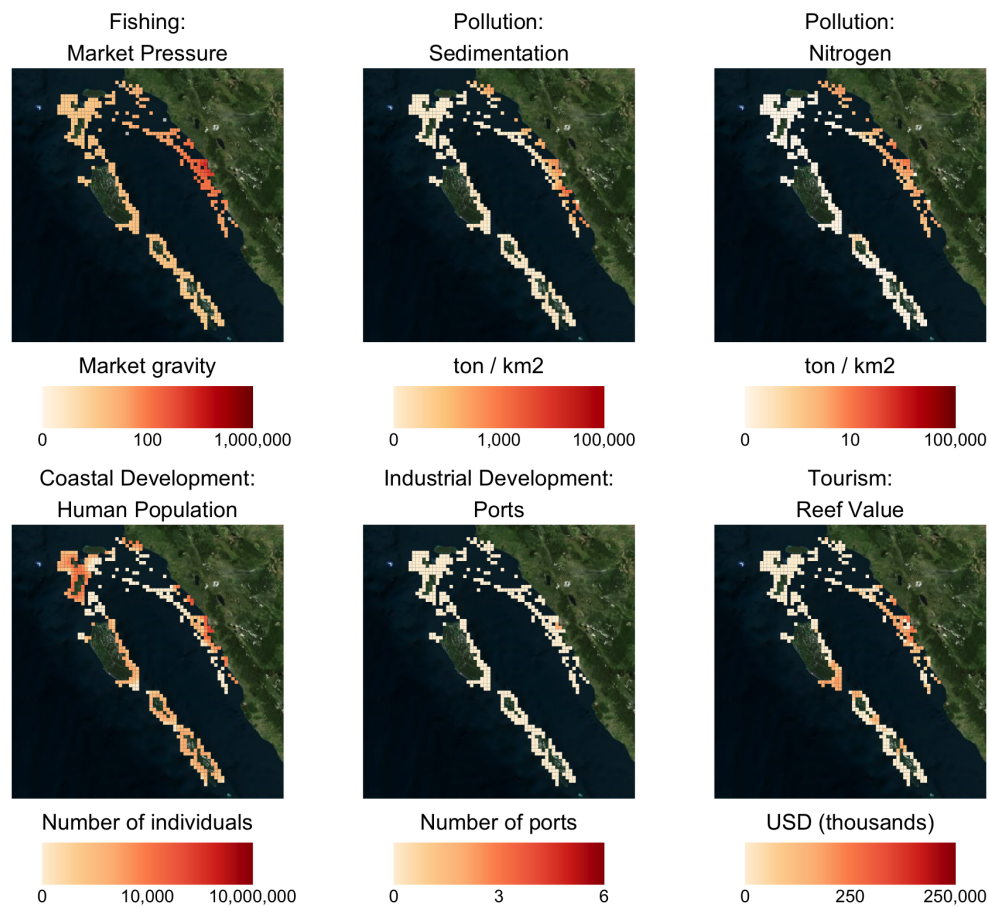 Fishing:
Market Pressure
Pollution:
Sedimentation
Pollution:
Nitrogen
Market gravity
0 100 1,000,000
ton / km2
0 1,000 100,000
ton / km2
0 10 100,000
Coastal Development:
Human Population
Industrial Development:
Ports
Tourism:
Reef Value
Number of individuals
0 10,000 10,000,000
Number of ports
0 3 6
USD (thousands)
0 250 250,000